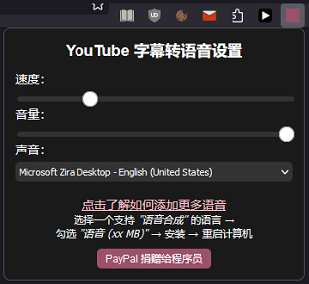 YouTube 字幕转语音设置
速度：
音量：
声音：
Microsoft Zira Desktop - English (United States)
点击了解如何添加更多语音
选择一个支持 "语音合成" 的语言 →
勾选 "语音 (xx MB)" → 安装 → 重启计算机
PayPal 捐赠给程序员